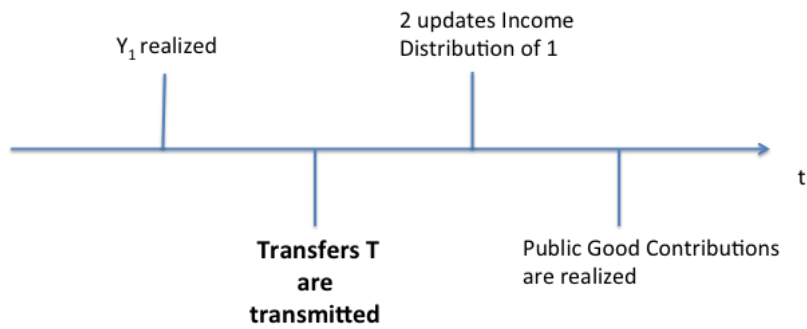 Y₁ realized
2 updates Income
Distribution of 1
t
Transfers T
are
transmitted
Public Good Contributions
are realized